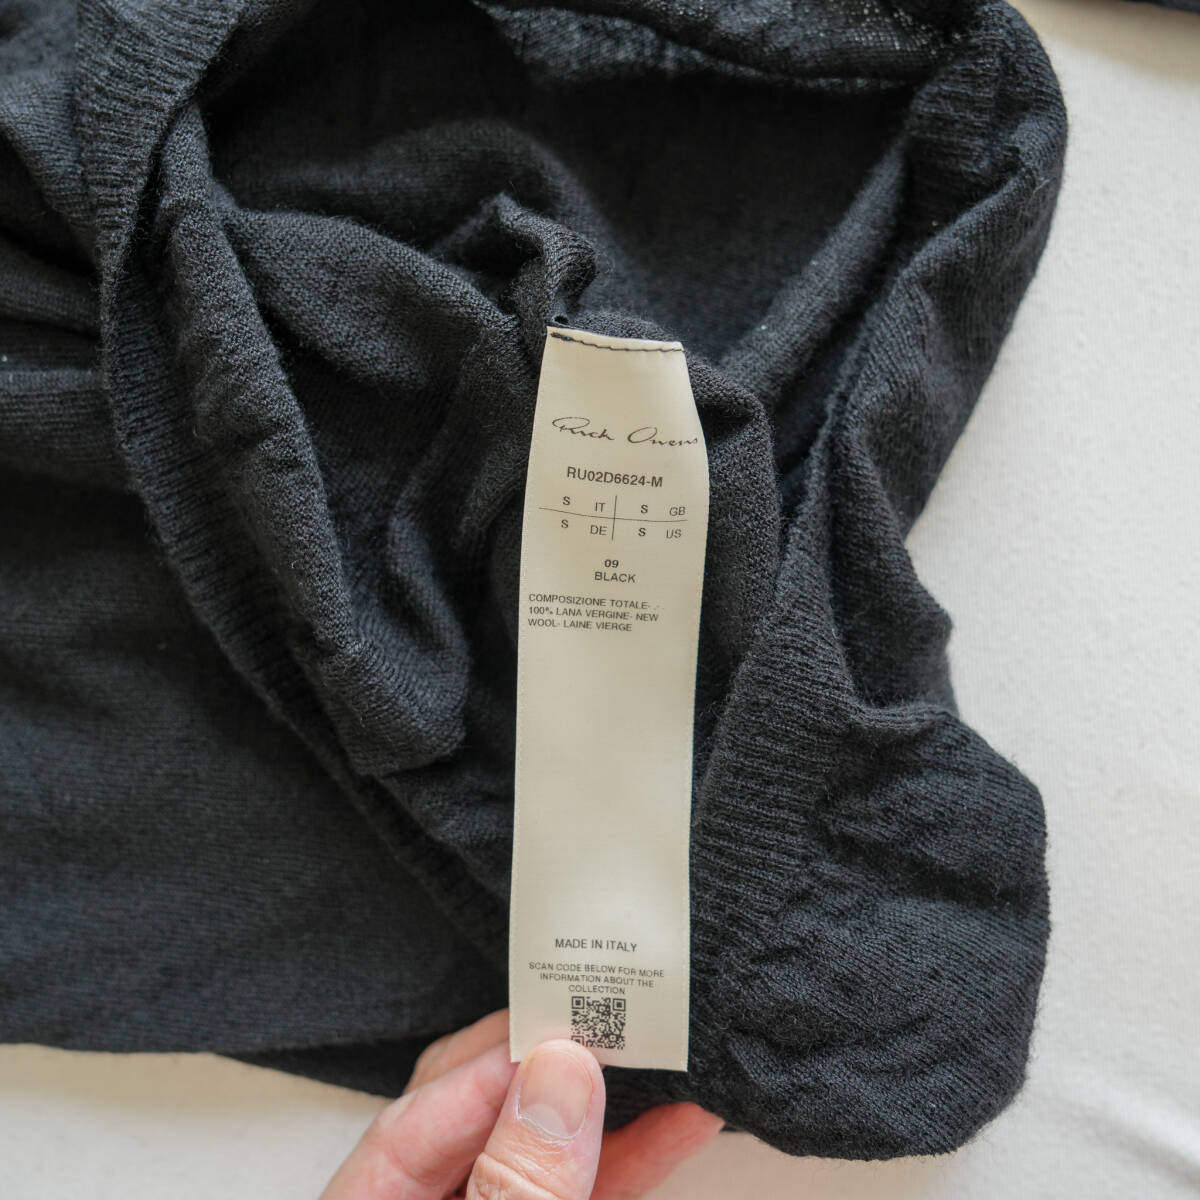 Rick Owens
RU02D6624-M
S IT S GB
S DE S US
09
BLACK
COMPOSIZIONE TOTALE- . -
100% LANA VERGINE- NEW
WOOL- LAINE VIERGE
MADE IN ITALY
SCAN CODE BELOW FOR MORE
INFORMATION ABOUT THE
COLLECTION